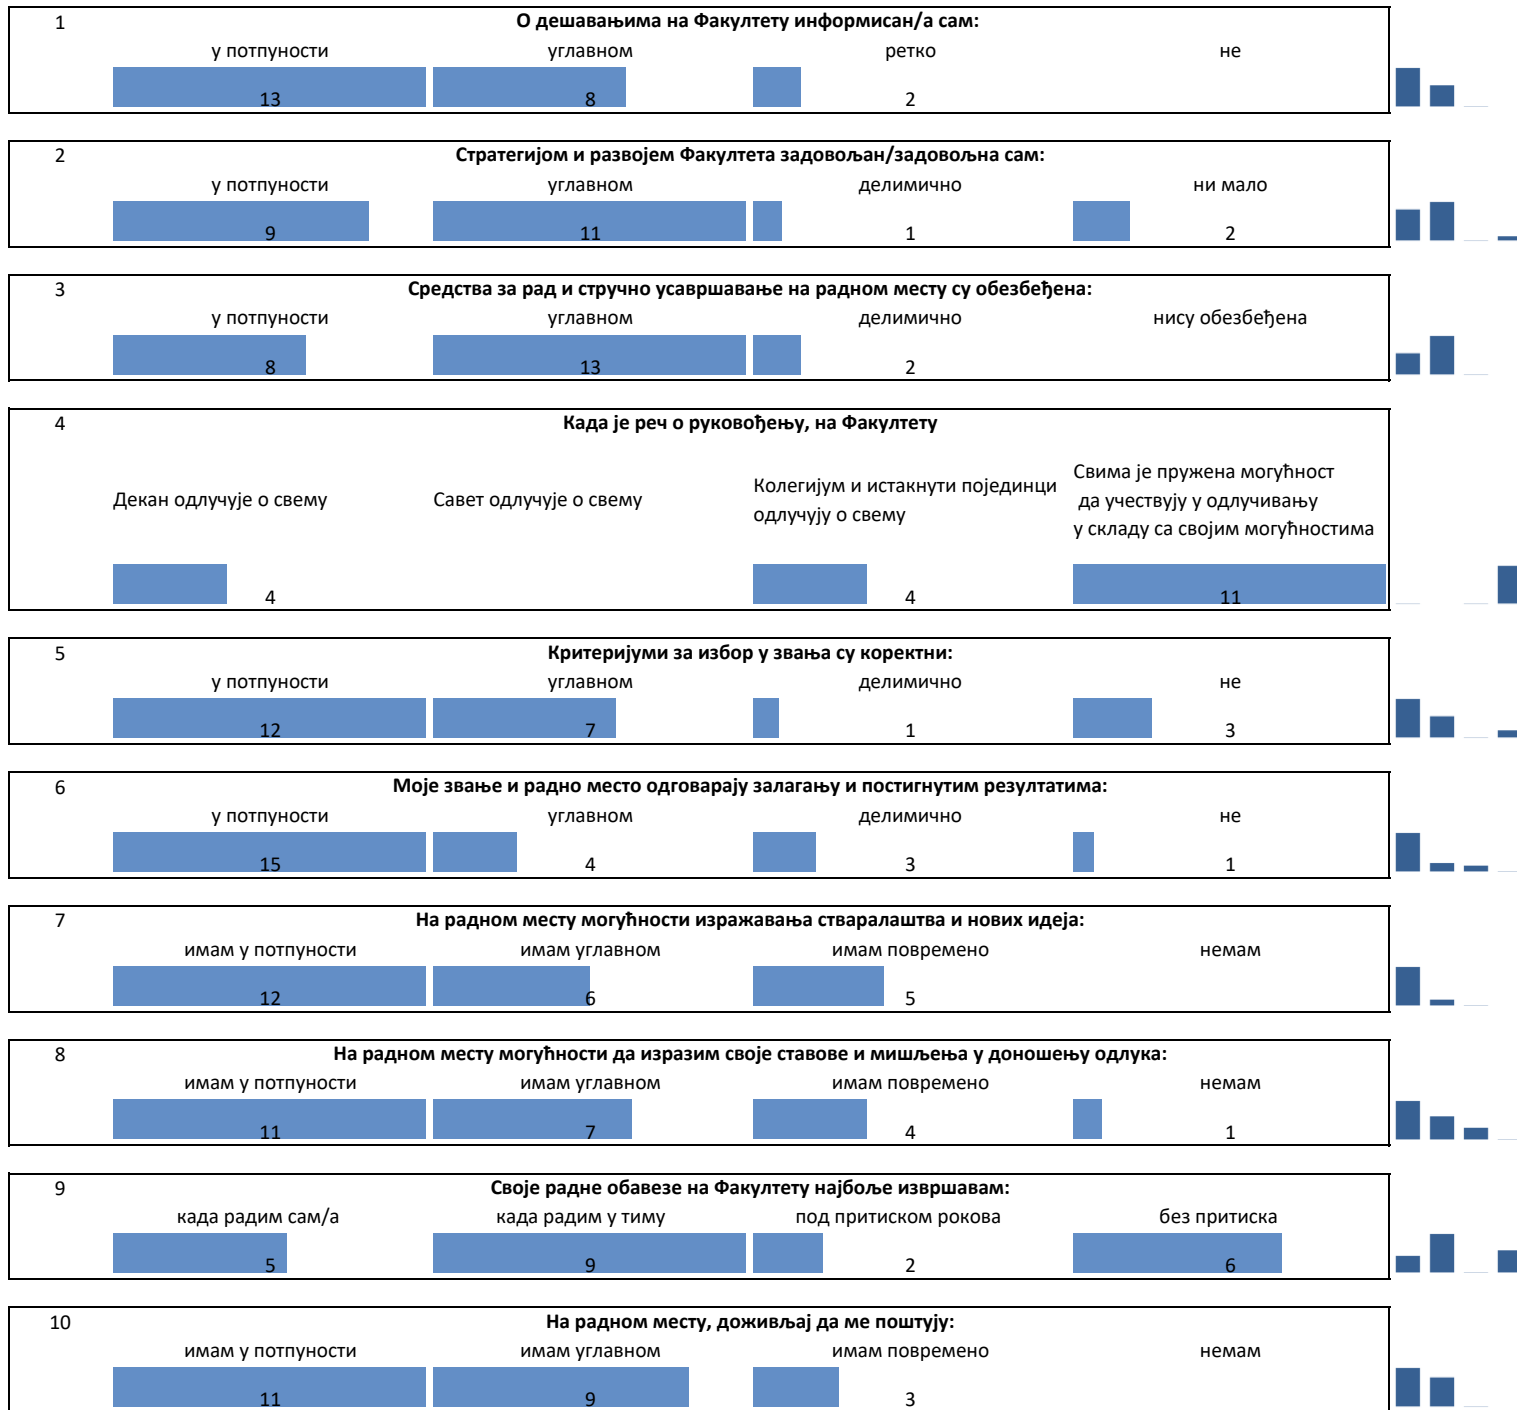 1 О дешавањима на Факултету информисан/а сам:
у потпуности углавном ретко не
13 8 2
2 Стратегијом и развојем Факултета задовољан/задовољна сам:
у потпуности углавном делимично ни мало
9 11 1 2
3 Средства за рад и стручно усавршавање на радном месту су обезбеђена:
у потпуности углавном делимично нису обезбеђена
8 13 2
4 Када је реч о руковођењу, на Факултету
Декан одлучује о свему
Савет одлучује о свему
Колегијум и истакнути појединци
одлучују о свему
Свима је пружена могућност
да учествују у одлучивању
у складу са својим могућностима
4 4 11
5 Критеријуми за избор у звања су коректни:
у потпуности углавном делимично не
12 7 1 3
6 Моје звање и радно место одговарају залагању и постигнутим резултатима:
у потпуности углавном делимично не
15 4 3 1
7 На радном месту могућности изражавања стваралаштва и нових идеја:
имам у потпуности имам углавном имам повремено немам
12 6 5
8 На радном месту могућности да изразим своје ставове и мишљења у доношењу одлука:
имам у потпуности имам углавном имам повремено немам
11 7 4 1
9 Своје радне обавезе на Факултету најбоље извршавам:
када радим сам/а када радим у тиму под притиском рокова без притиска
5 9 2 6
10 На радном месту, доживљај да ме поштују:
имам у потпуности имам углавном имам повремено немам
11 9 3